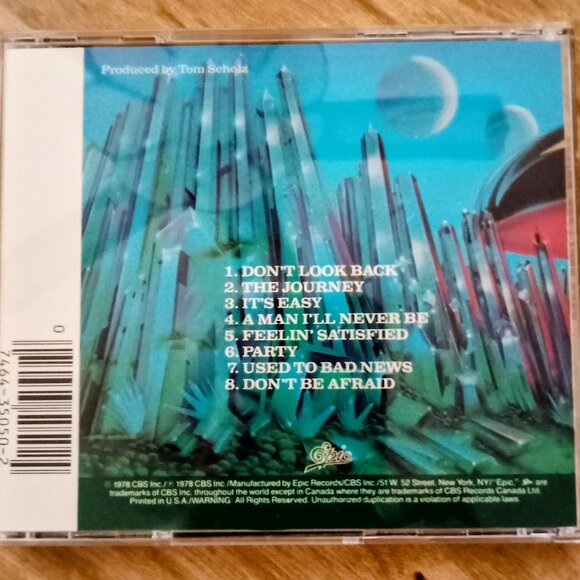 Produced by Tom Scholz
1. DON'T LOOK BACK
2. THE JOURNEY
3. IT'S EASY
4. A MAN I'LL NEVER BE
5. FEELIN' SATISFIED
6. PARTY
7. USED TO BAD NEWS
8. DON'T BE AFRAID
0
7464-35050-2
Epic
© 1978 CBS Inc./℗ 1978 CBS Inc./Manufactured by Epic Records/CBS Inc./51 W. 52 Street, New York, NY/"Epic," are
trademarks of CBS Inc. throughout the world except in Canada where they are trademarks of CBS Records Canada Ltd.
Printed in U.S.A./WARNING: All Rights Reserved. Unauthorized duplication is a violation of applicable laws.